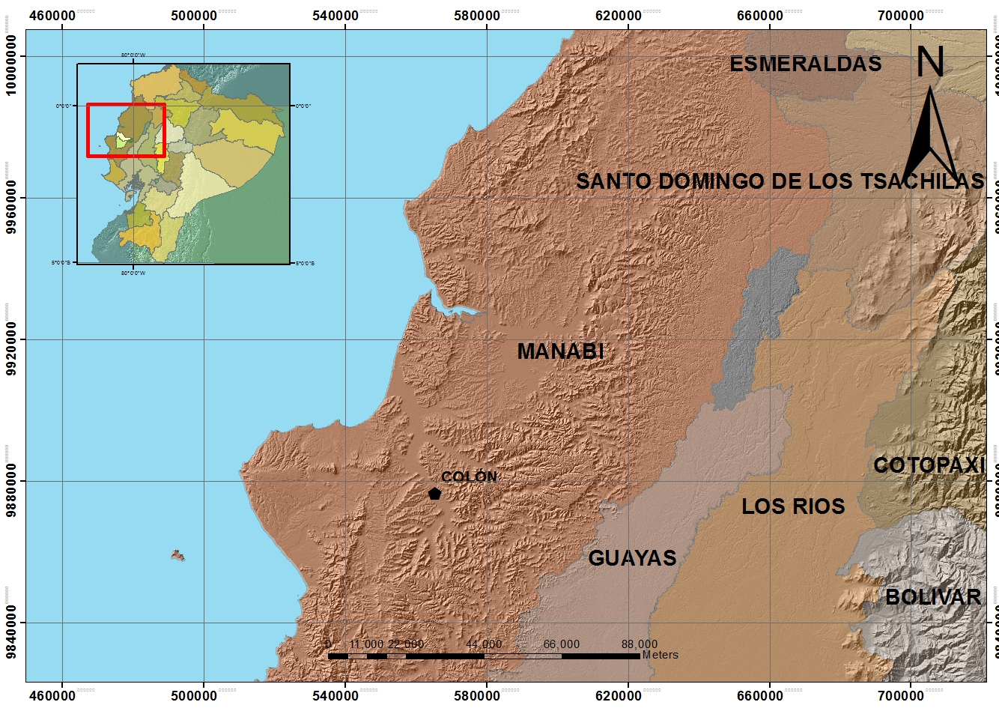 460000 500000 540000 580000 620000 660000 700000
10000000
9960000
9920000
9880000
9840000
80°0'0"W
0°0'0" 0°0'0"
5°0'0"S 5°0'0"S
80°0'0"W
ESMERALDAS
N
SANTO DOMINGO DE LOS TSACHILAS
MANABI
COTOPAXI
COLÓN
LOS RIOS
GUAYAS
BOLIVAR
0 11,000 22,000 44,000 66,000 88,000
Meters
460000 500000 540000 580000 620000 660000 700000